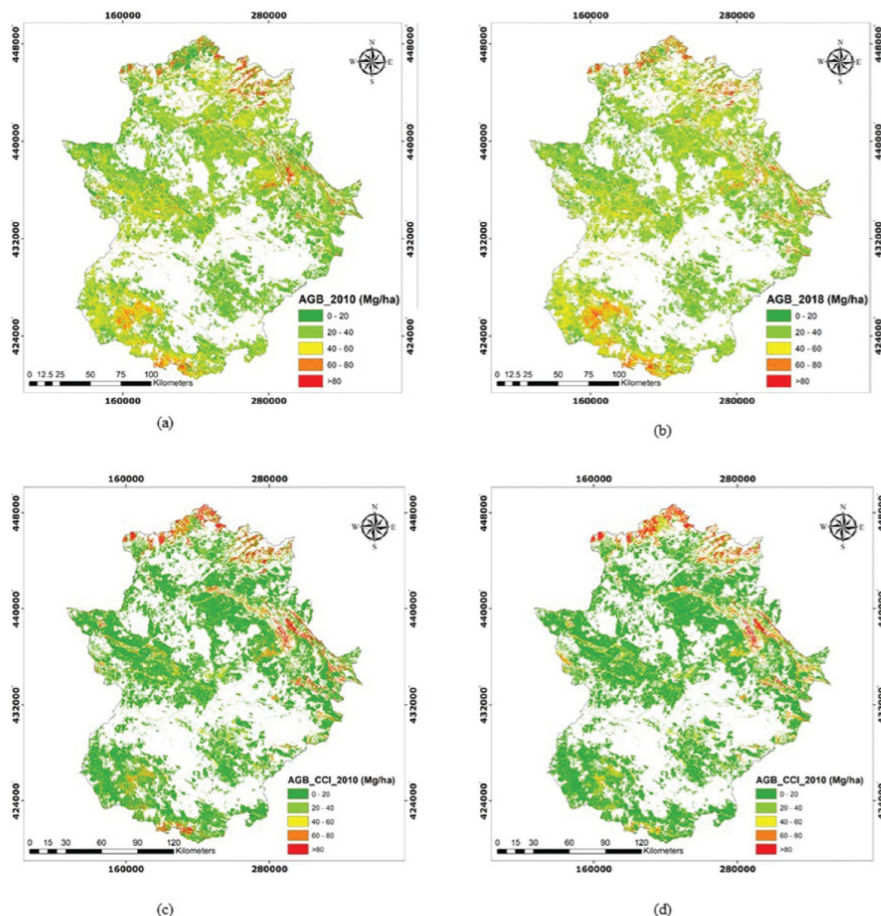 160000 280000
448000 448000
N
W E
S
N
W E
S
440000 440000
432000 432000
AGB_2010 (Mg/ha)
0 - 20
20 - 40
40 - 60
60 - 80
>80
424000
0 12.5 25 50 75 100
Kilometers
160000 280000
(a)
160000 280000
AGB_2018 (Mg/ha)
0 - 20
20 - 40
40 - 60
60 - 80
>80
424000
0 12.5 25 50 75 100
Kilometers
160000 280000
(b)
160000 280000
448000 448000
N
W E
S
440000 440000
432000
AGB_CCI_2010 (Mg/ha)
0 - 20
20 - 40
40 - 60
60 - 80
>80
424000 424000
0 15 30 60 90 120
Kilometers
160000 280000
(c)
160000 280000
N
W E
S
AGB_CCI_2010 (Mg/ha)
0 - 20
20 - 40
40 - 60
60 - 80
>80
0 15 30 60 90 120
Kilometers
160000 280000
(d)